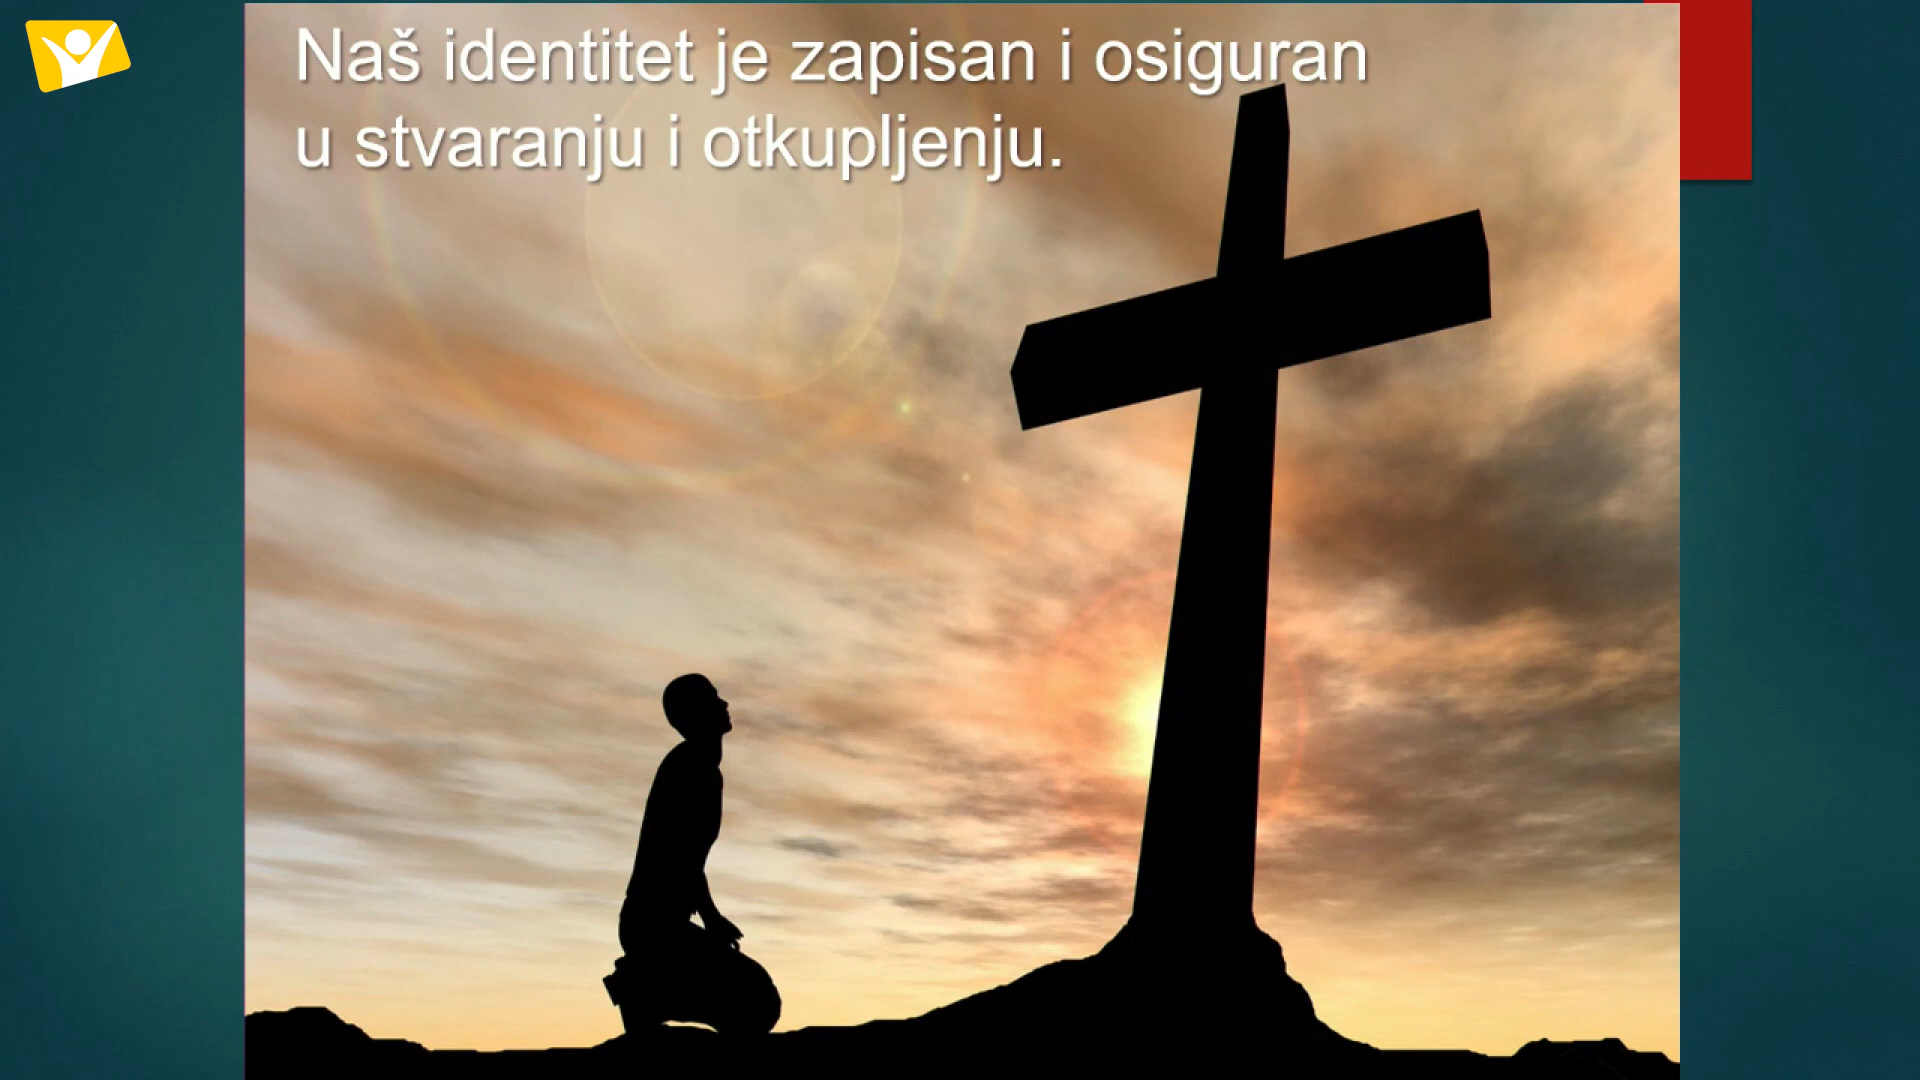 Naš identitet je zapisan i osiguran
u stvaranju i otkupljenju.